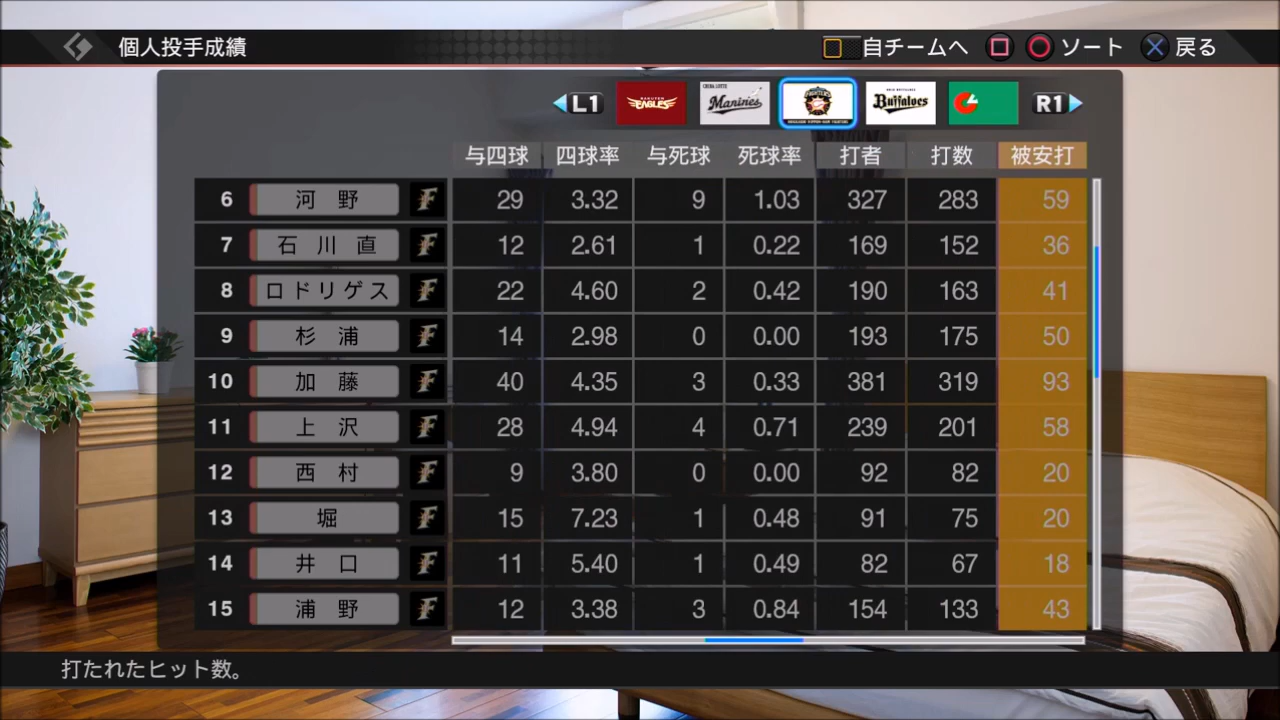 個人投手成績 自チームへ ソート 戻る
L1 RAKUTEN EAGLES Marines FIGHTERS Buffaloes R1
与四球 四球率 与死球 死球率 打者 打数 被安打
6 河野 F 29 3.32 9 1.03 327 283 59
7 石川直 F 12 2.61 1 0.22 169 152 36
8 ロドリゲス F 22 4.60 2 0.42 190 163 41
9 杉浦 F 14 2.98 0 0.00 193 175 50
10 加藤 F 40 4.35 3 0.33 381 319 93
11 上沢 F 28 4.94 4 0.71 239 201 58
12 西村 F 9 3.80 0 0.00 92 82 20
13 堀 F 15 7.23 1 0.48 91 75 20
14 井口 F 11 5.40 1 0.49 82 67 18
15 浦野 F 12 3.38 3 0.84 154 133 43
打たれたヒット数。